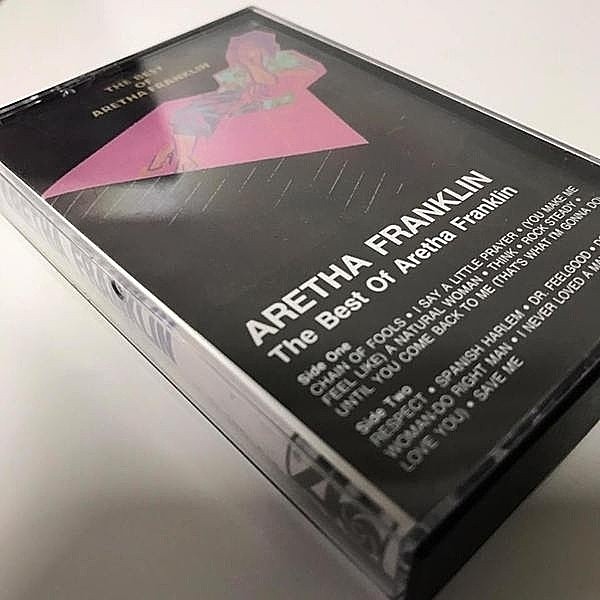 THE BEST
OF
ARETHA FRANKLIN
ARETHA FRANKLIN
The Best Of Aretha Franklin
Side One
CHAIN OF FOOLS • I SAY A LITTLE PRAYER • (YOU MAKE ME
FEEL LIKE) A NATURAL WOMAN • THINK • ROCK STEADY •
UNTIL YOU COME BACK TO ME (THAT'S WHAT I'M GONNA DO)
Side Two
RESPECT • SPANISH HARLEM • DR. FEELGOOD •
WOMAN-DO RIGHT MAN • I NEVER LOVED A MAN
LOVE YOU) • SAVE ME
ARETHA FRANKLIN